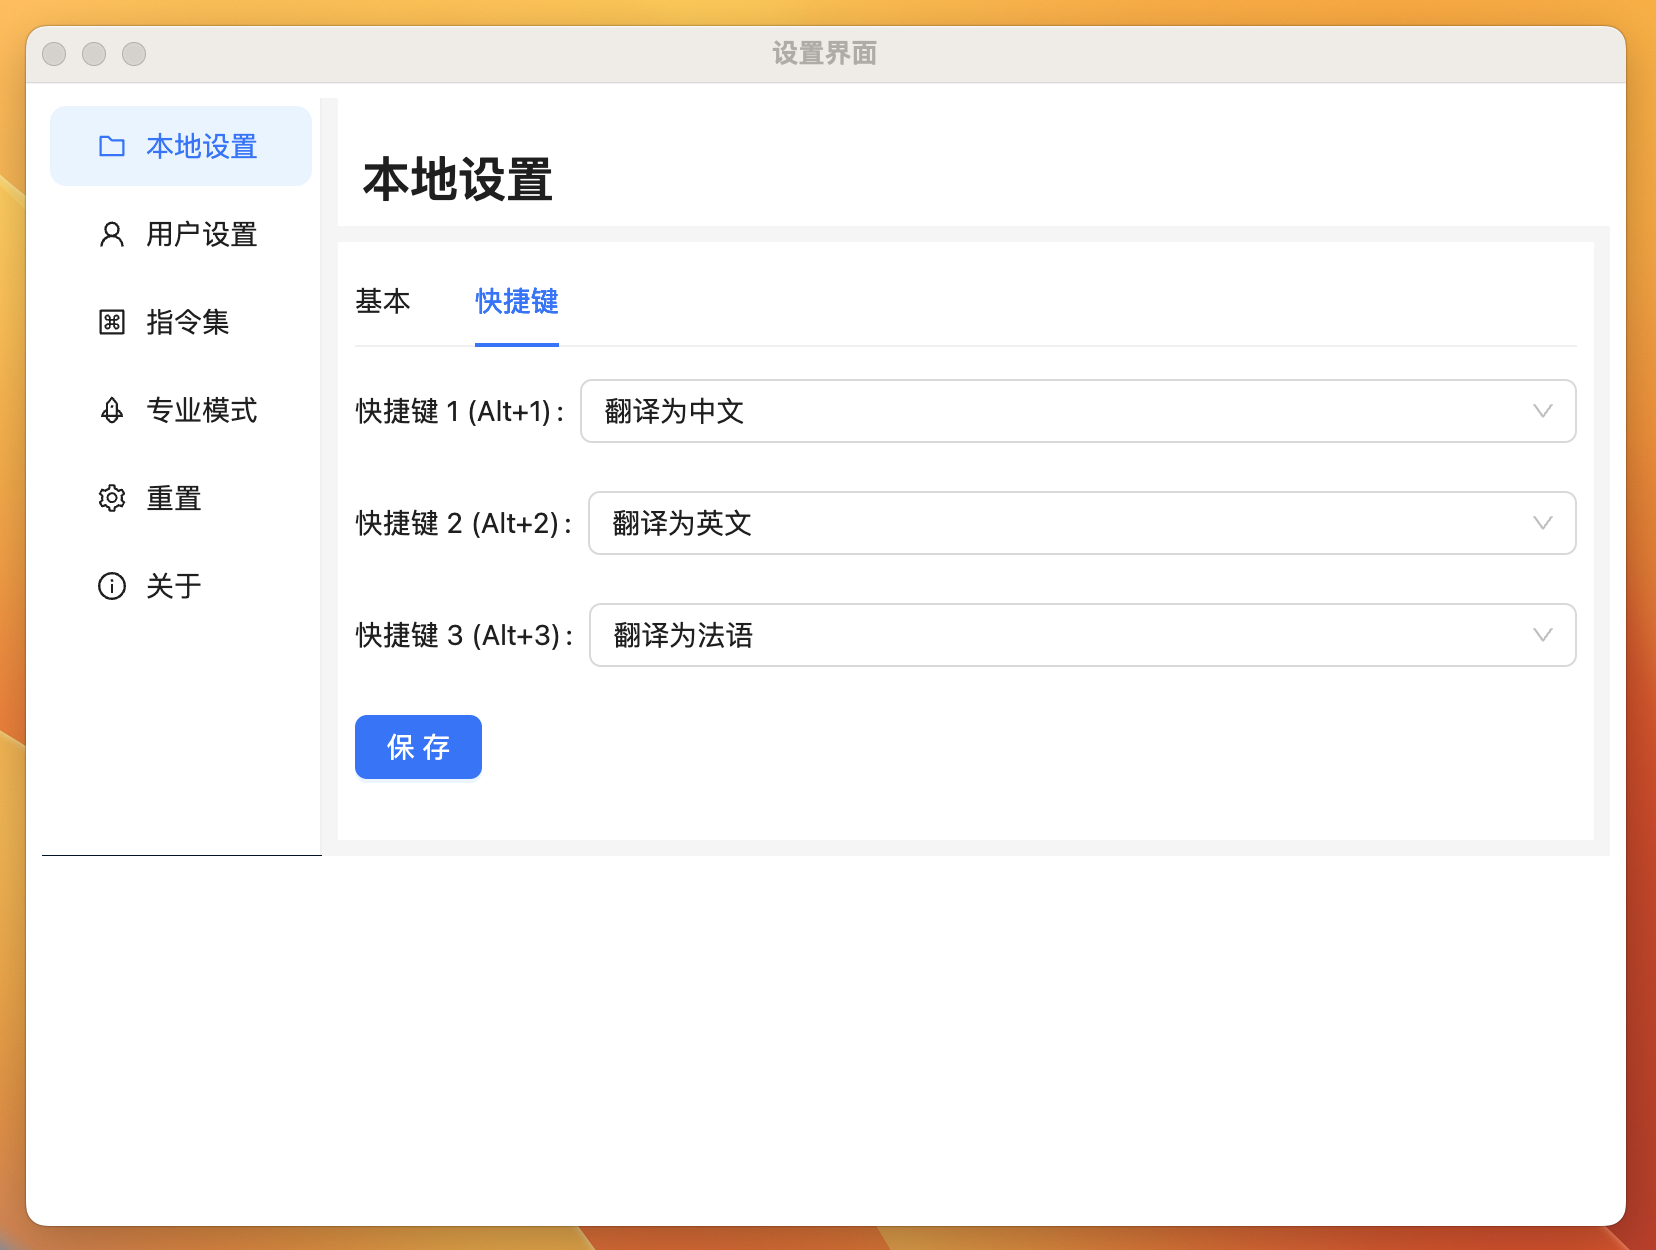 设置界面
本地设置
用户设置
指令集
专业模式
重置
关于
本地设置
基本 快捷键
快捷键 1 (Alt+1) : 翻译为中文
快捷键 2 (Alt+2) : 翻译为英文
快捷键 3 (Alt+3) : 翻译为法语
保 存